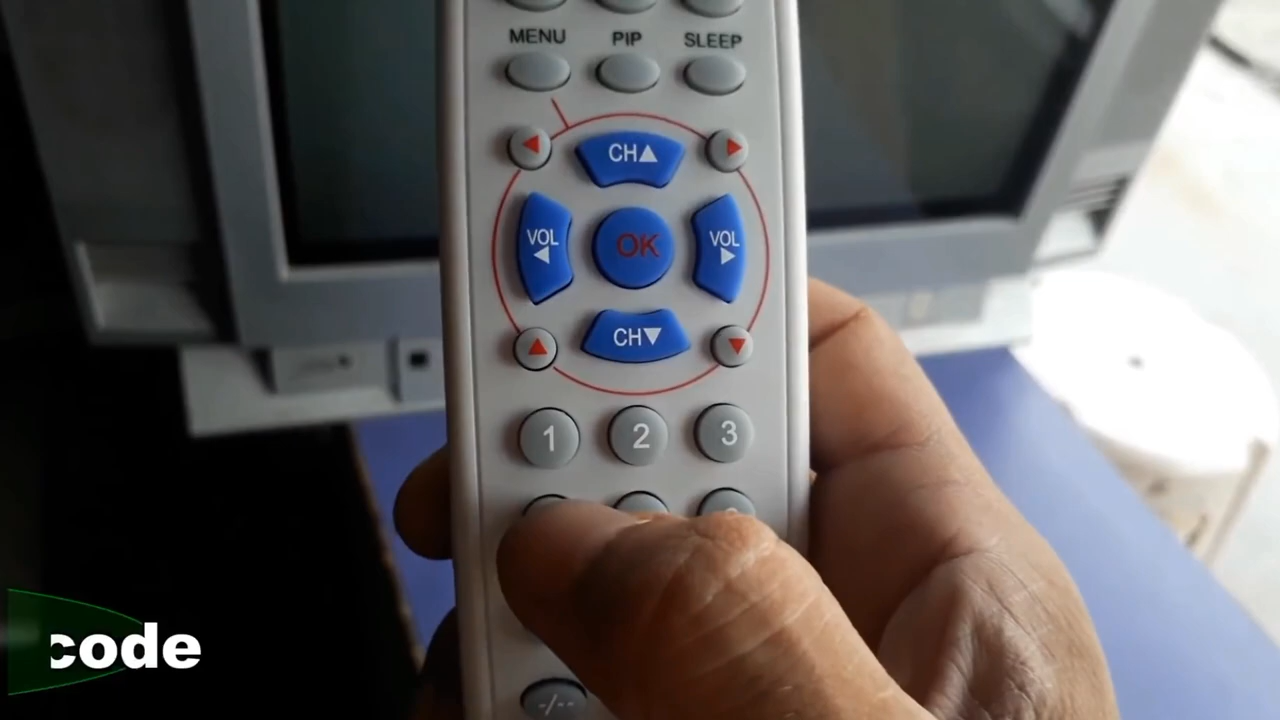 MENU PIP SLEEP
CH▲
VOL OK VOL
◀ ▶
CH▼
1 2 3
-/--
code